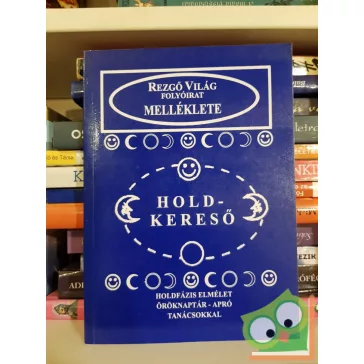 REZGŐ VILÁG
FOLYÓIRAT
MELLÉKLETE
HOLD-
KERESŐ
HOLDFÁZIS ELMÉLET
ÖRÖKNAPTÁR - APRÓ
TANÁCSOKKAL